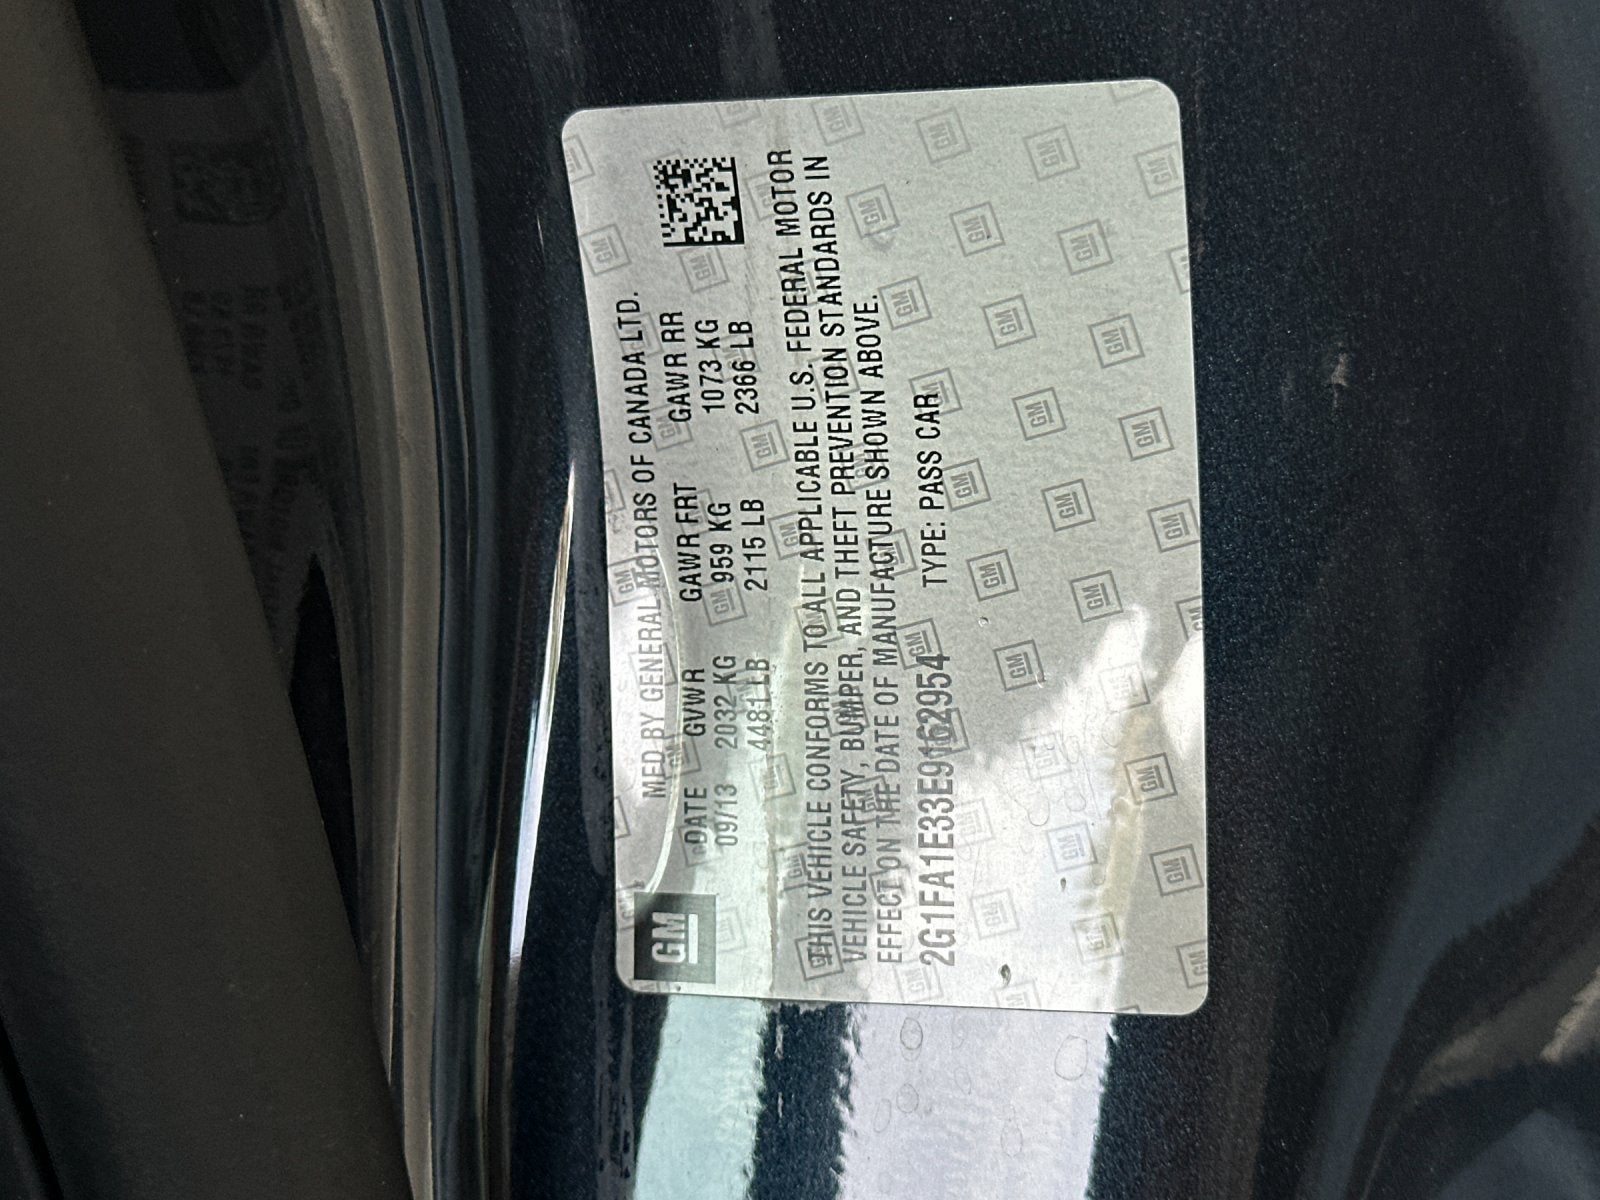 GM
MFD BY GENERAL MOTORS OF CANADA LTD.
DATE GVWR GAWR FRT GAWR RR
09/13 2032 KG 959 KG 1073 KG
4481 LB 2115 LB 2366 LB
THIS VEHICLE CONFORMS TO ALL APPLICABLE U.S. FEDERAL MOTOR
VEHICLE SAFETY, BUMPER, AND THEFT PREVENTION STANDARDS IN
EFFECT ON THE DATE OF MANUFACTURE SHOWN ABOVE.
2G1FA1E33E9162954 TYPE: PASS CAR